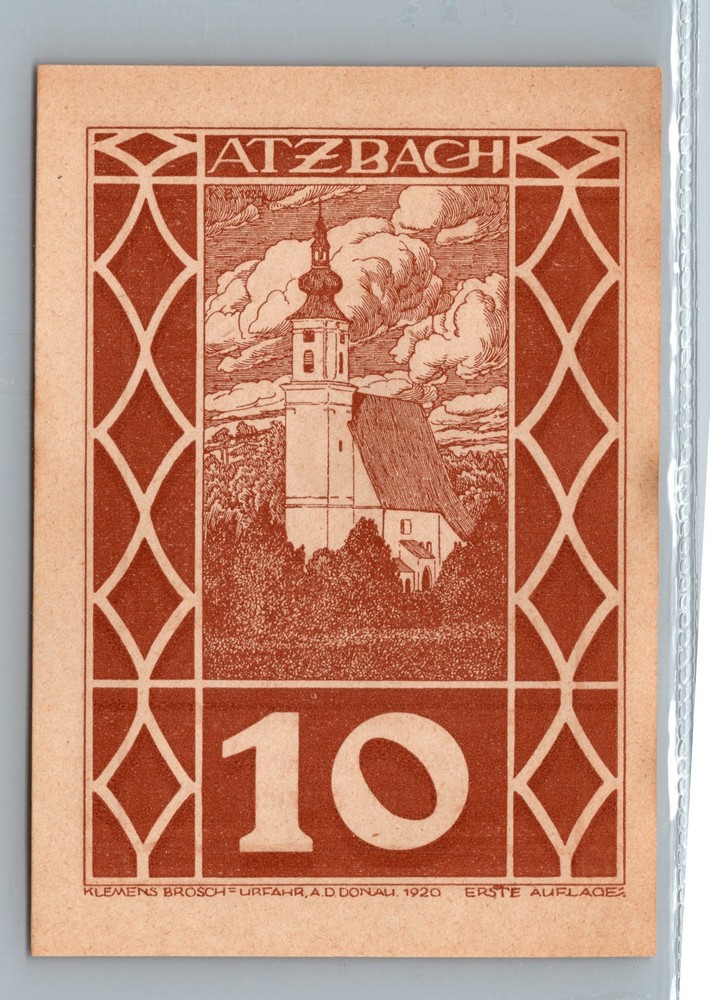 ATZBACH
10
KLEMENS BROSCH = URFAHR, A.D. DONAU. 1920 ERSTE AUFLAGE =